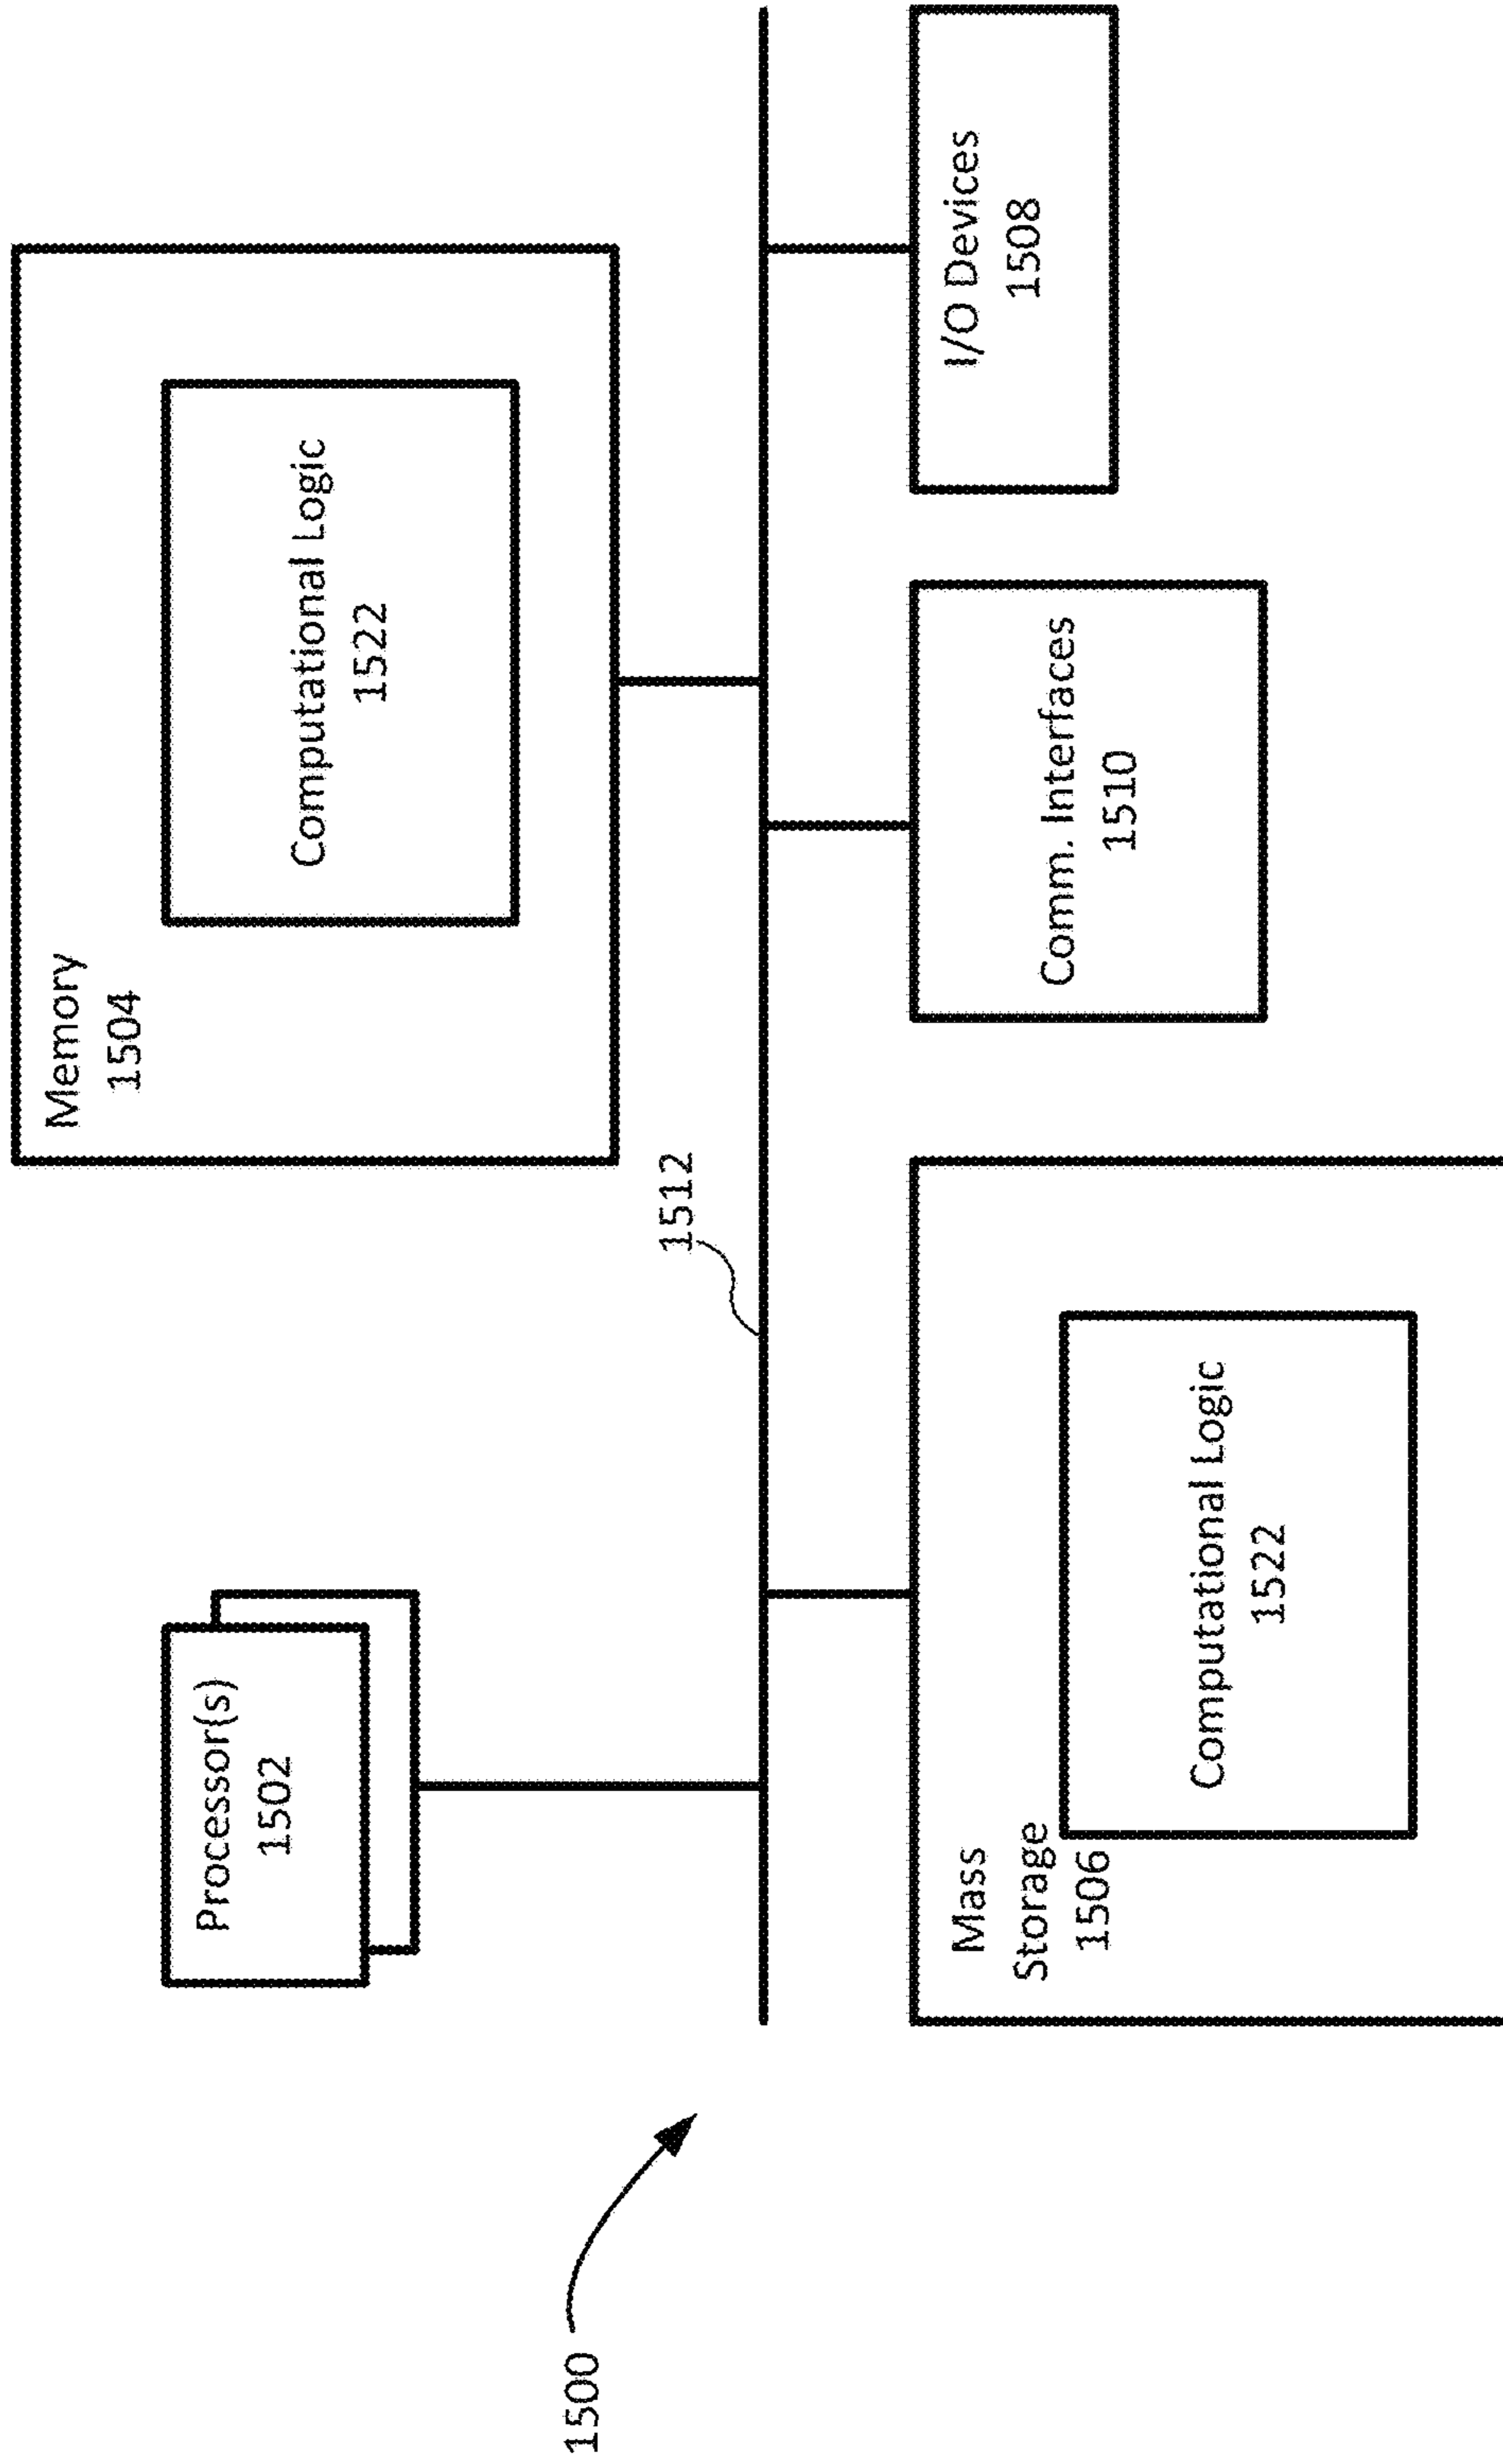 Processor(s)
1502
Memory
1504
Computational Logic
1522
1512
1500
Mass
Storage
1506
Computational Logic
1522
Comm. Interfaces
1510
I/O Devices
1508